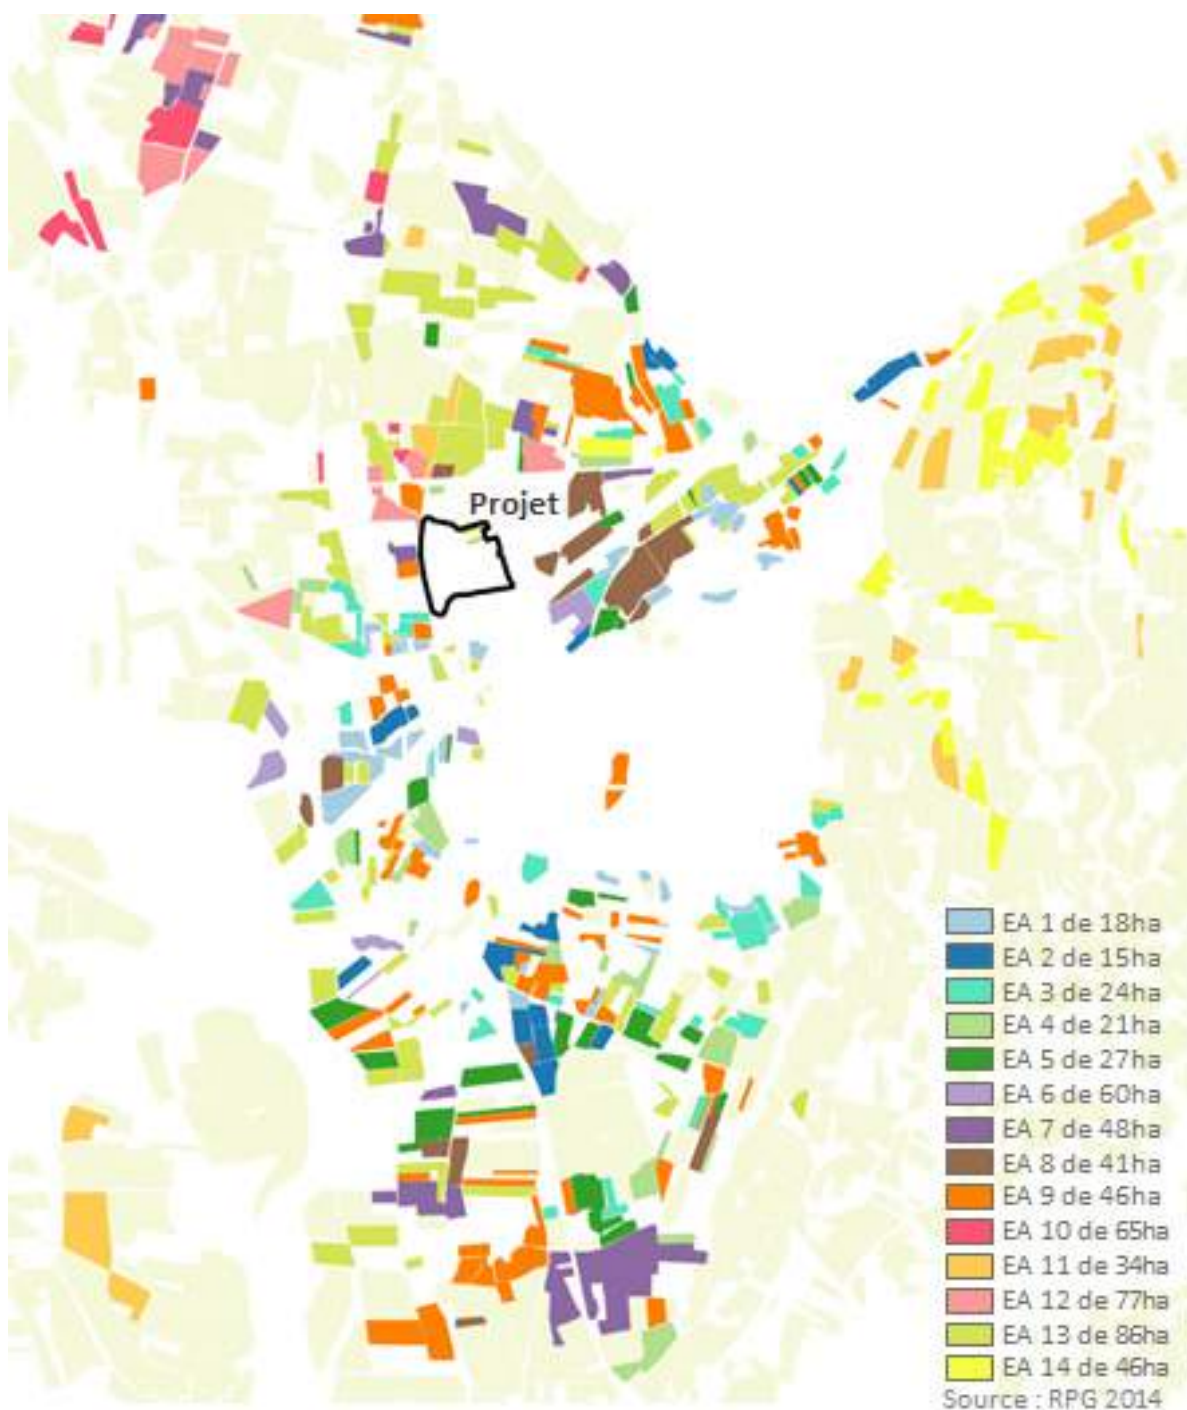 Projet
EA 1 de 18ha
EA 2 de 15ha
EA 3 de 24ha
EA 4 de 21ha
EA 5 de 27ha
EA 6 de 60ha
EA 7 de 48ha
EA 8 de 41ha
EA 9 de 46ha
EA 10 de 65ha
EA 11 de 34ha
EA 12 de 77ha
EA 13 de 86ha
EA 14 de 46ha
Source : RPG 2014